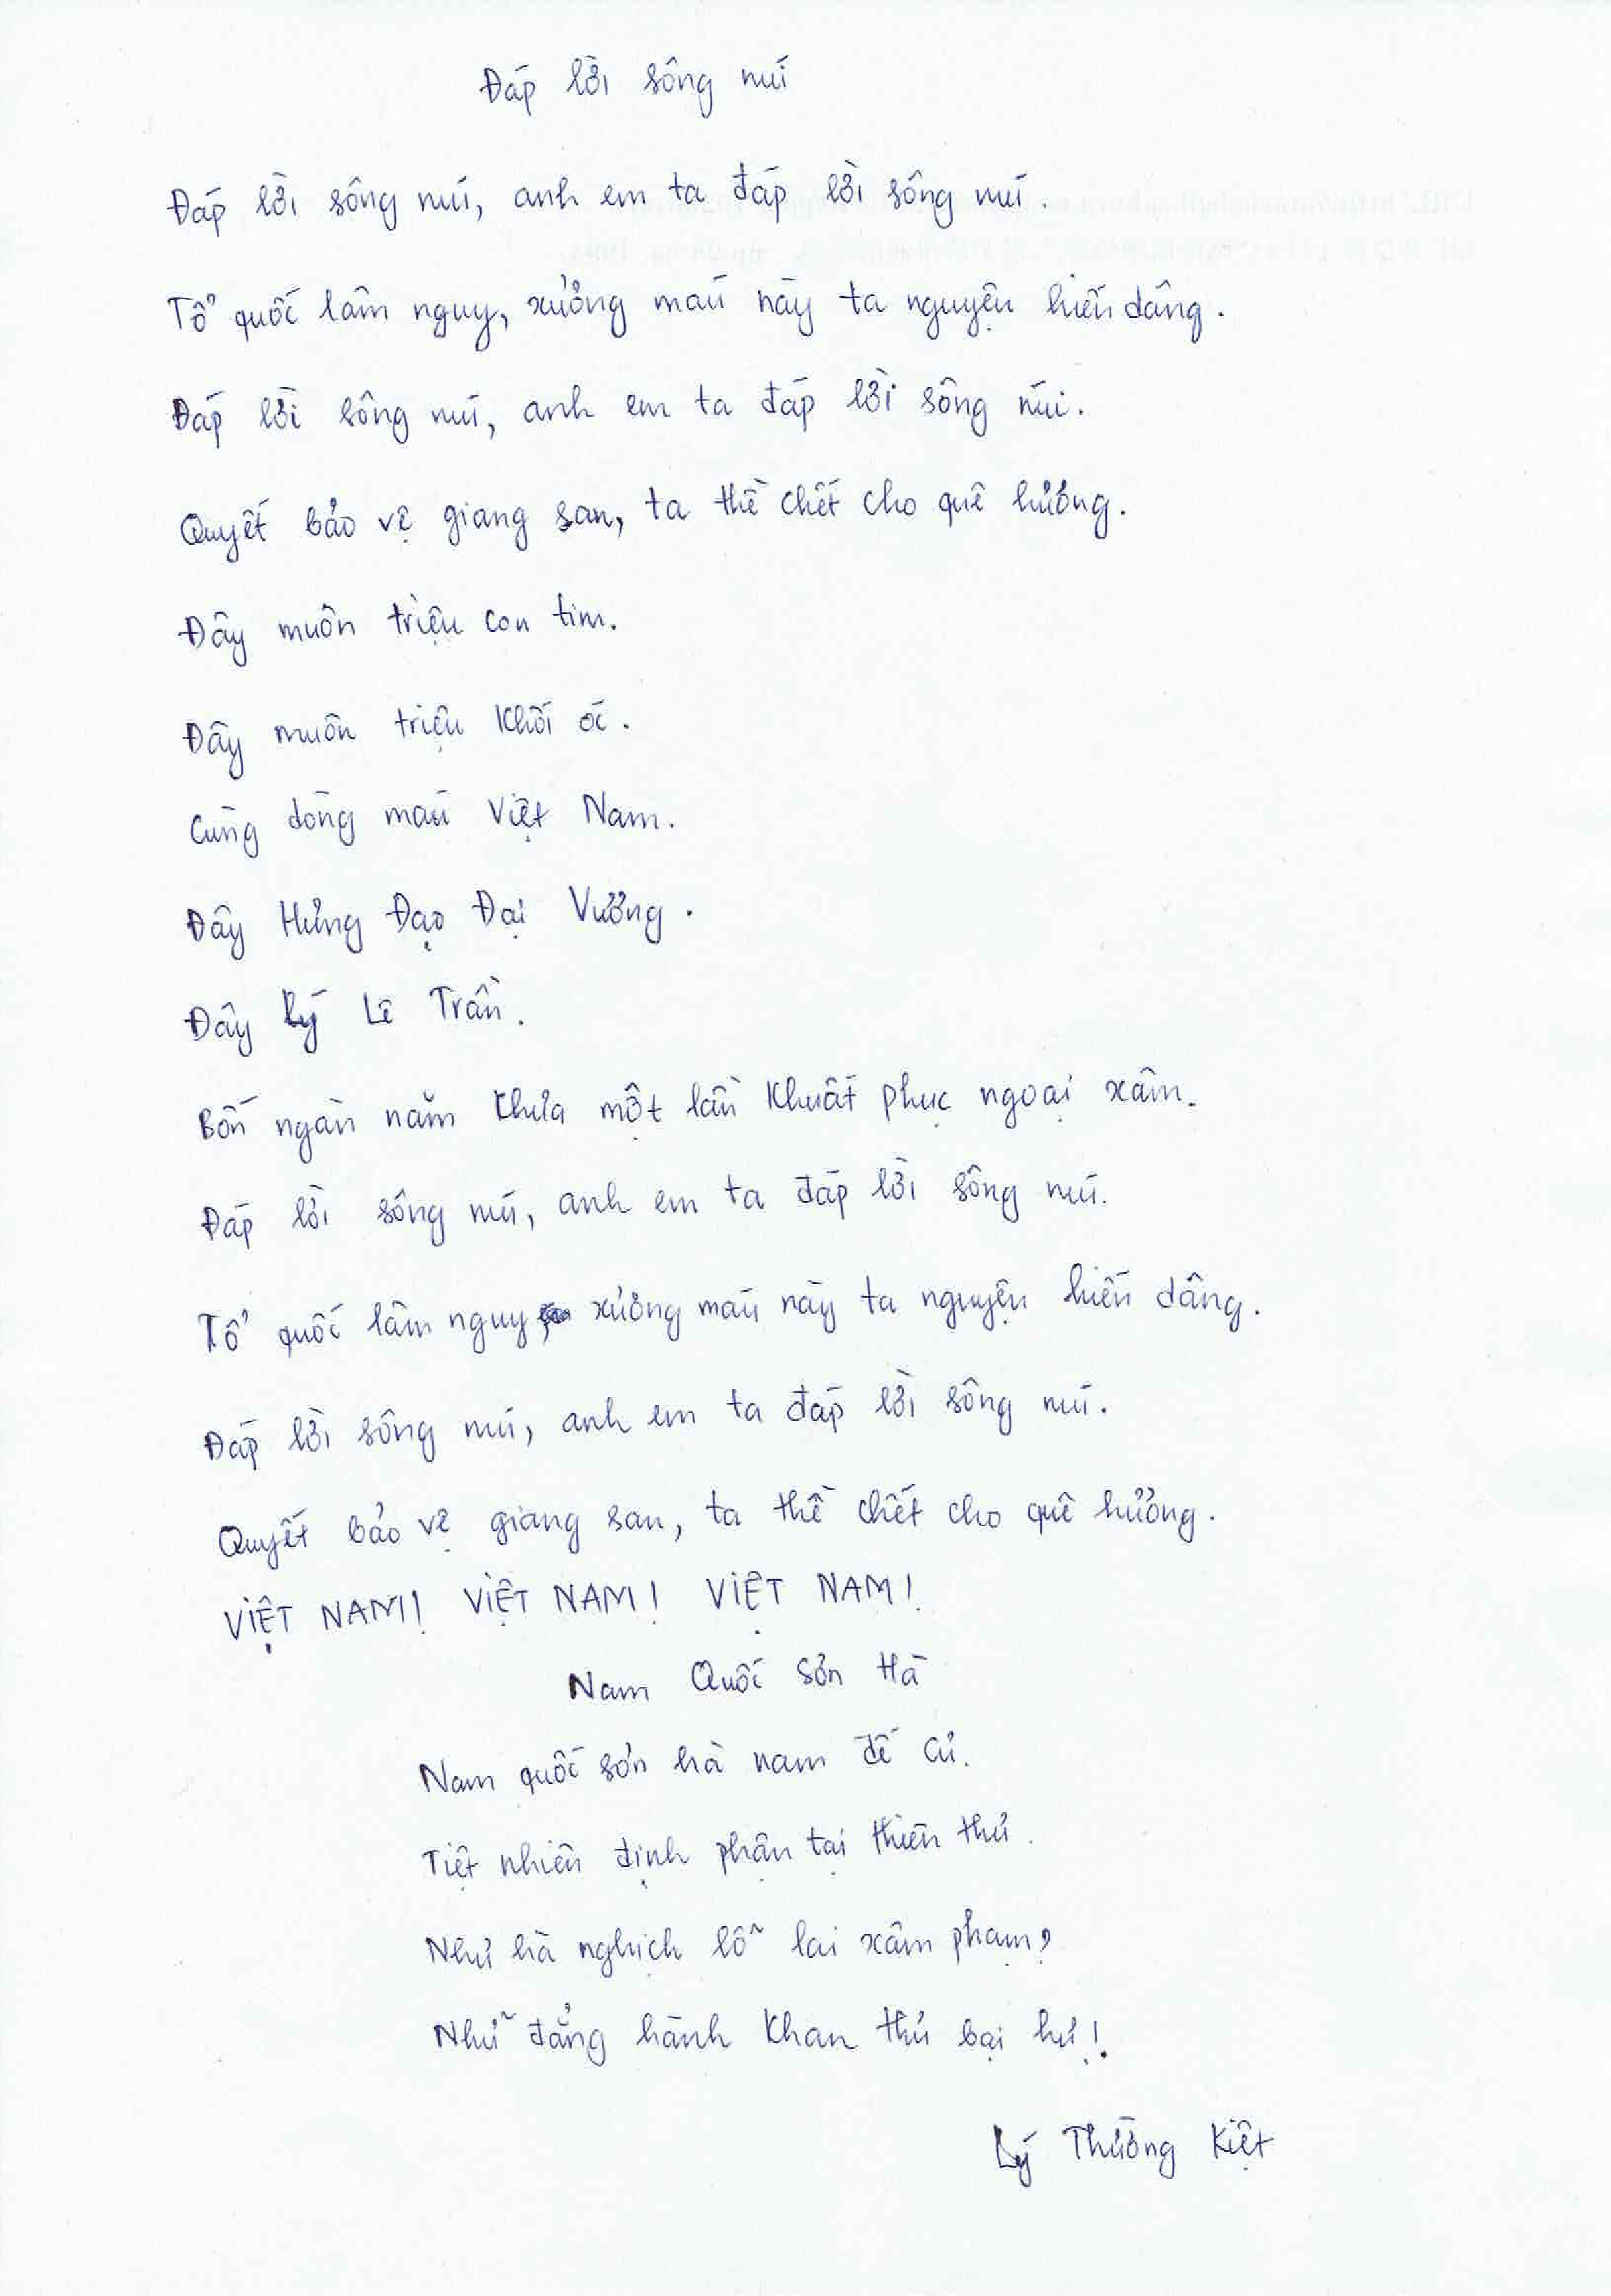 Đáp lời sông núi
Đáp lời sông núi, anh em ta đáp lời sông núi.
Tổ quốc lâm nguy, xương máu này ta nguyện hiến dâng.
Đáp lời sông núi, anh em ta đáp lời sông núi.
Quyết bảo vệ giang san, ta thề chết cho quê hương.
Đây muôn triệu con tim.
Đây muôn triệu khối óc.
Cùng dòng máu Việt Nam.
Đây Hưng Đạo Đại Vương.
Đây Lý Lê Trần.
Bốn ngàn năm chưa một lần khuất phục ngoại xâm.
Đáp lời sông núi, anh em ta đáp lời sông núi.
Tổ quốc lâm nguy xương máu này ta nguyện hiến dâng.
Đáp lời sông núi, anh em ta đáp lời sông núi.
Quyết bảo vệ giang san, ta thề chết cho quê hương.
VIỆT NAM! VIỆT NAM! VIỆT NAM!
Nam Quốc Sơn Hà
Nam quốc sơn hà nam đế cư.
Tiệt nhiên định phận tại thiên thư.
Như hà nghịch lỗ lai xâm phạm?
Nhữ đẳng hành khan thủ bại hư!
Lý Thường Kiệt